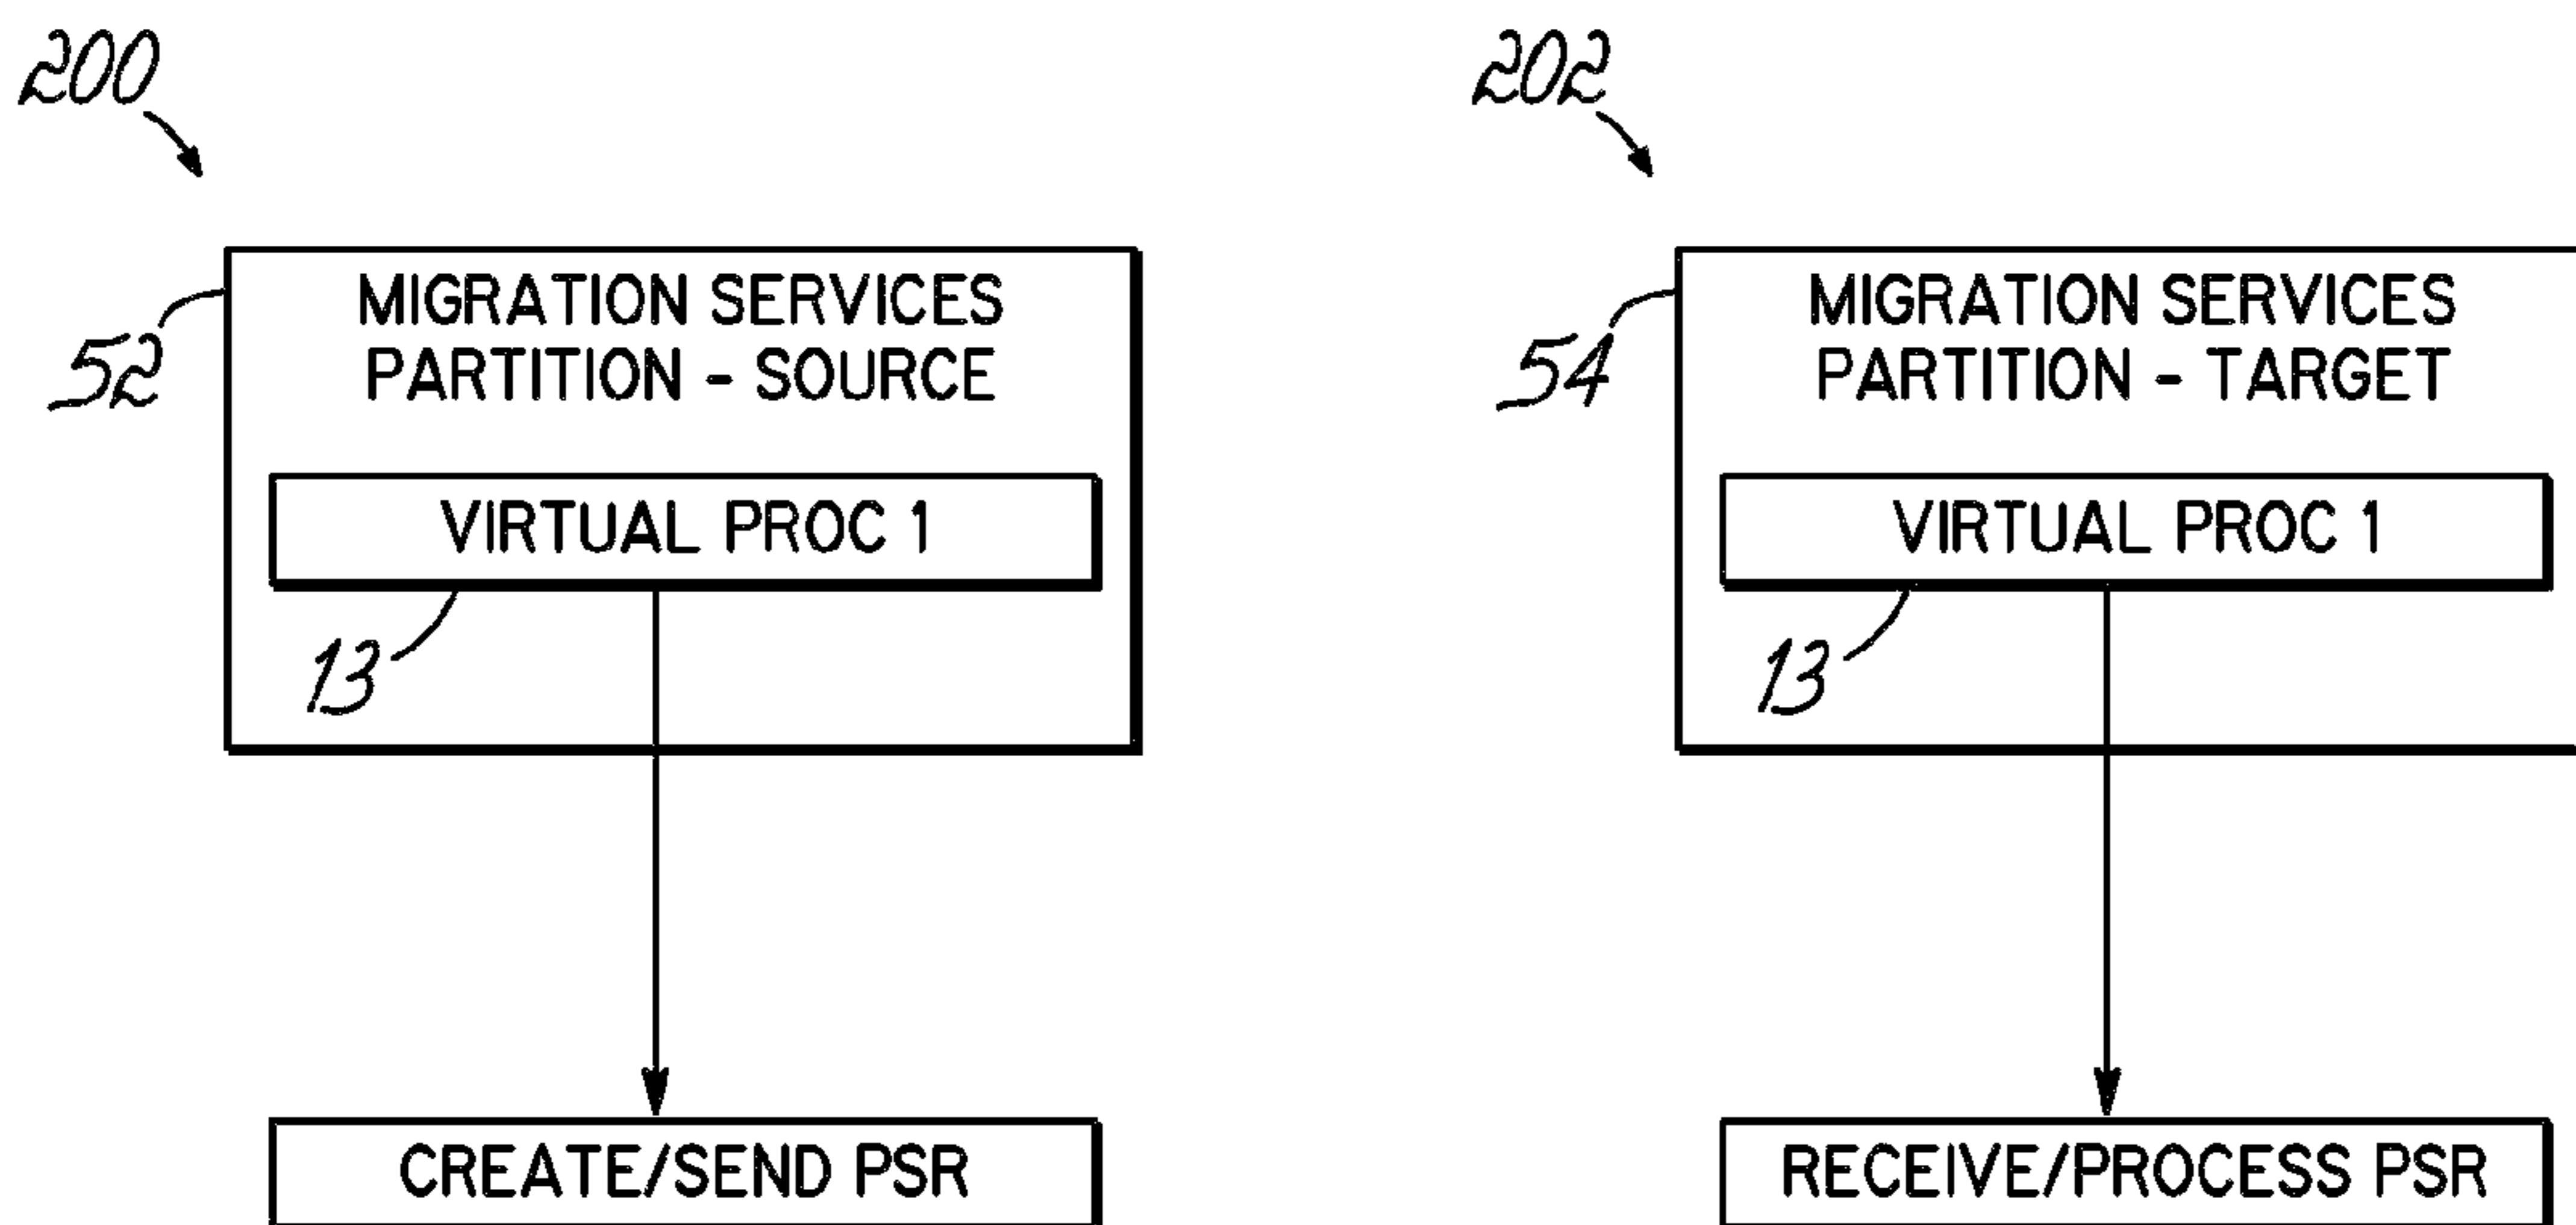 200
52
MIGRATION SERVICES
PARTITION - SOURCE
VIRTUAL PROC 1
13
CREATE/SEND PSR
202
54
MIGRATION SERVICES
PARTITION - TARGET
VIRTUAL PROC 1
13
RECEIVE/PROCESS PSR